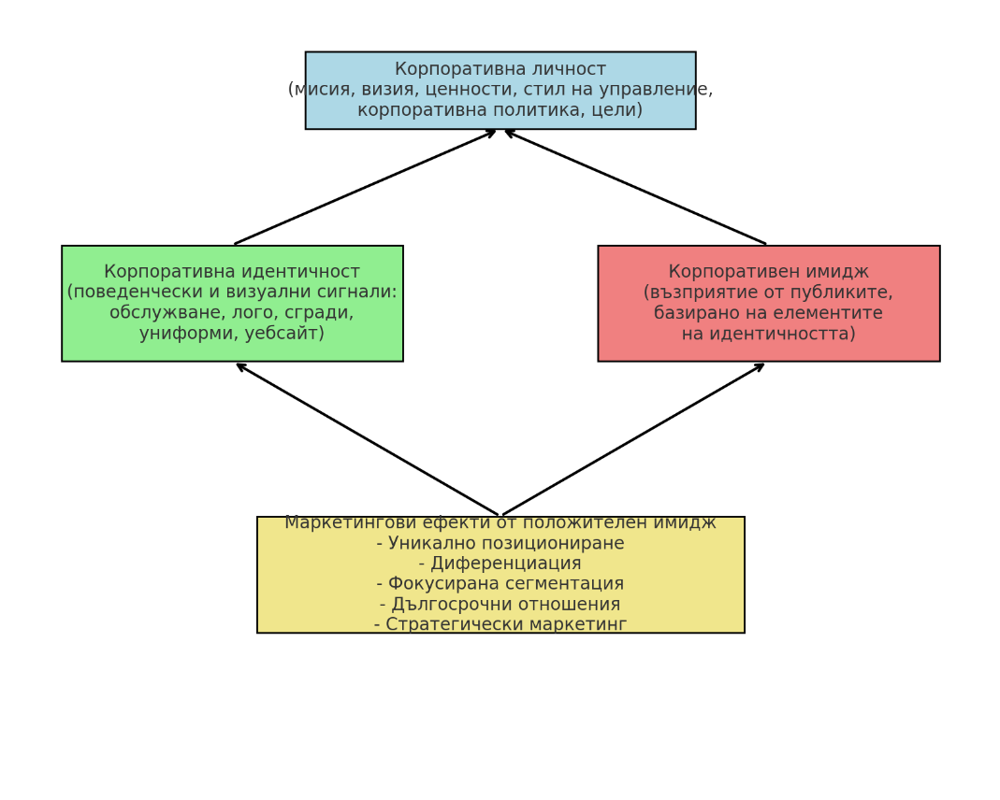 Корпоративна личност
(мисия, визия, ценности, стил на управление,
корпоративна политика, цели)
Корпоративна идентичност
(поведенчески и визуални сигнали:
обслужване, лого, сгради,
униформи, уебсайт)
Корпоративен имидж
(възприятие от публиките,
базирано на елементите
на идентичността)
Маркетингови ефекти от положителен имидж
- Уникално позициониране
- Диференциация
- Фокусирана сегментация
- Дългосрочни отношения
- Стратегически маркетинг